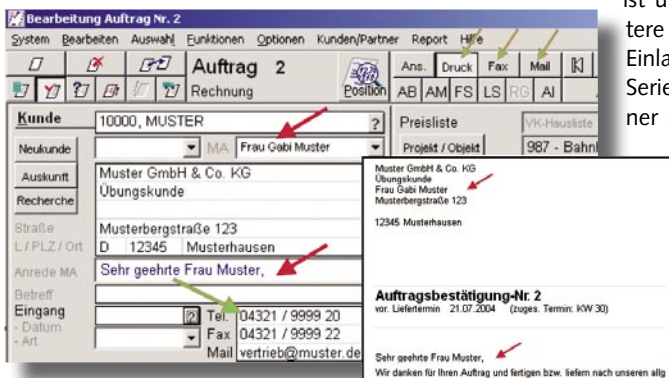 Bearbeitung Auftrag Nr. 2
System Bearbeiten Auswahl Funktionen Optionen Kunden/Partner Report Hilfe
Auftrag 2
Rechnung
Position
Ans. Druck Fax Mail
AB AM FS LS RG AI
Kunde 10000, MUSTER ?
Preisliste VK-Hausliste
Neukunde MA Frau Gabi Muster
Projekt / Objekt 987 - Bahnh
Auskunft Muster GmbH & Co. KG
Übungskunde
Recherche
Straße Musterbergstraße 123
L / PLZ / Ort D 12345 Musterhausen
Anrede MA Sehr geehrte Frau Muster,
Betreff
Eingang ? Tel. 04321 / 9999 20
- Datum Fax 04321 / 9999 22
- Art Mail vertrieb@muster.de
Muster GmbH & Co. KG
Übungskunde
Frau Gabi Muster
Musterbergstraße 123
12345 Musterhausen
Auftragsbestätigung-Nr. 2
vor. Liefertermin 21.07.2004 (zuges. Termin: KW 30)
Sehr geehrte Frau Muster,
Wir danken für Ihren Auftrag und fertigen bzw. liefern nach unseren allg
ist u
tere
Einla
Serie
ner